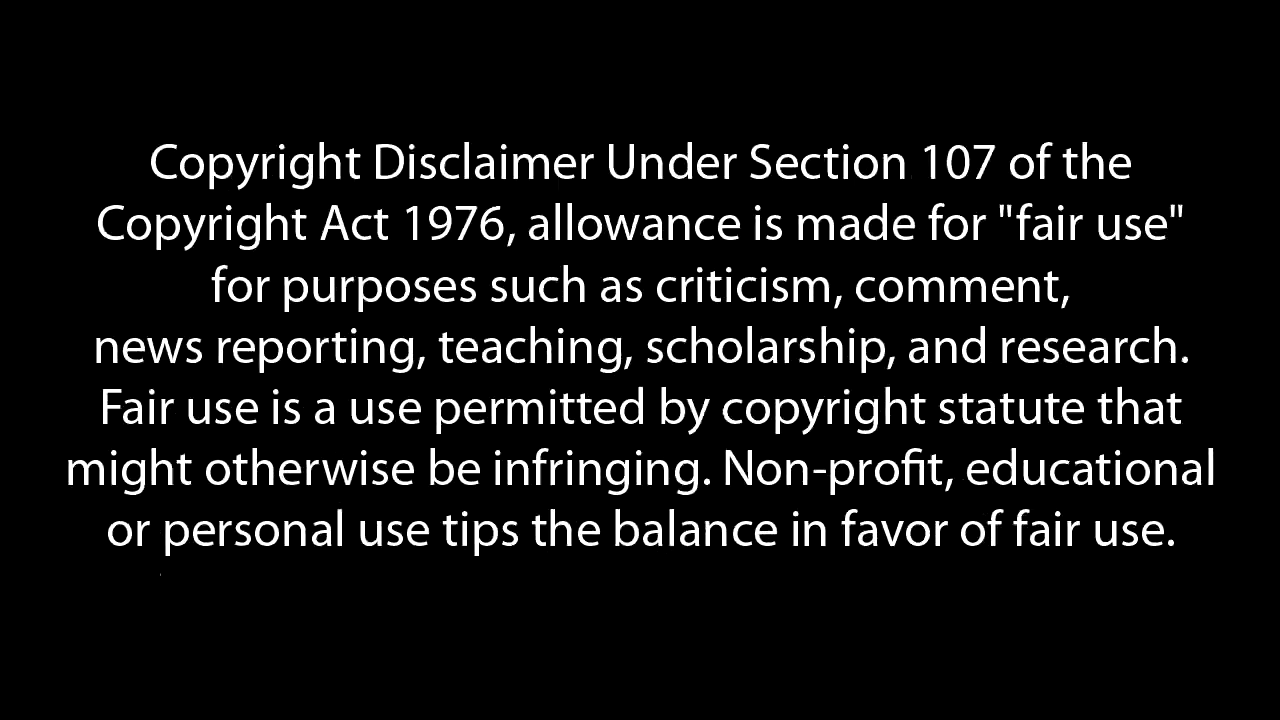 Copyright Disclaimer Under Section 107 of the
Copyright Act 1976, allowance is made for "fair use"
for purposes such as criticism, comment,
news reporting, teaching, scholarship, and research.
Fair use is a use permitted by copyright statute that
might otherwise be infringing. Non-profit, educational
or personal use tips the balance in favor of fair use.